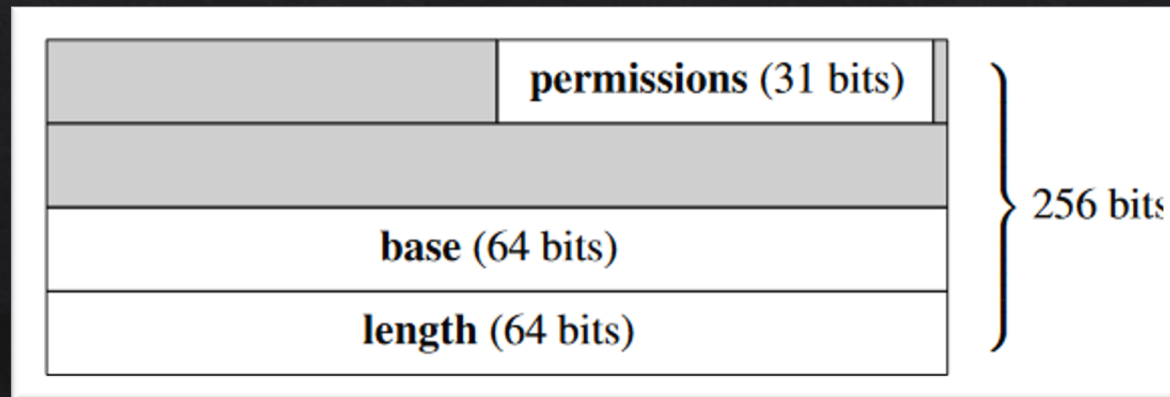 permissions (31 bits)
base (64 bits)
256 bits
length (64 bits)